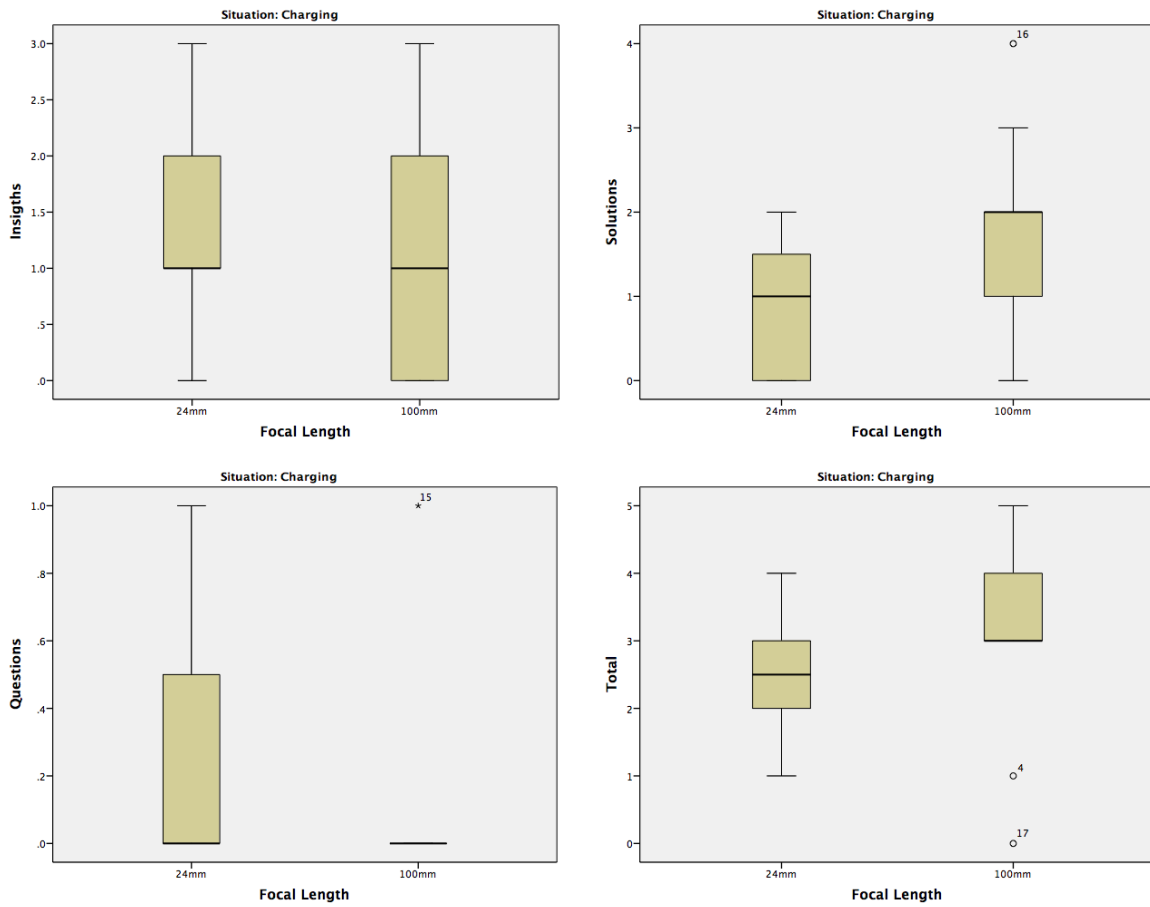 Situation: Charging
Insigths
3.0
2.5
2.0
1.5
1.0
.5
.0
24mm
100mm
Focal Length
Situation: Charging
Solutions
4
3
2
1
0
16
24mm
100mm
Focal Length
Situation: Charging
Questions
1.0
.8
.6
.4
.2
.0
15
24mm
100mm
Focal Length
Situation: Charging
Total
5
4
3
2
1
0
4
17
24mm
100mm
Focal Length